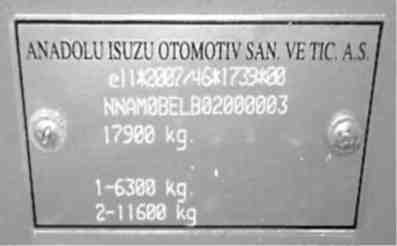 ANADOLU ISUZU OTOMOTIV SAN. VE TIC. A.S.
e11*2007/46*1739*00
NNAM0BELB02000003
17900 kg.
1-6300 kg.
2-11600 kg